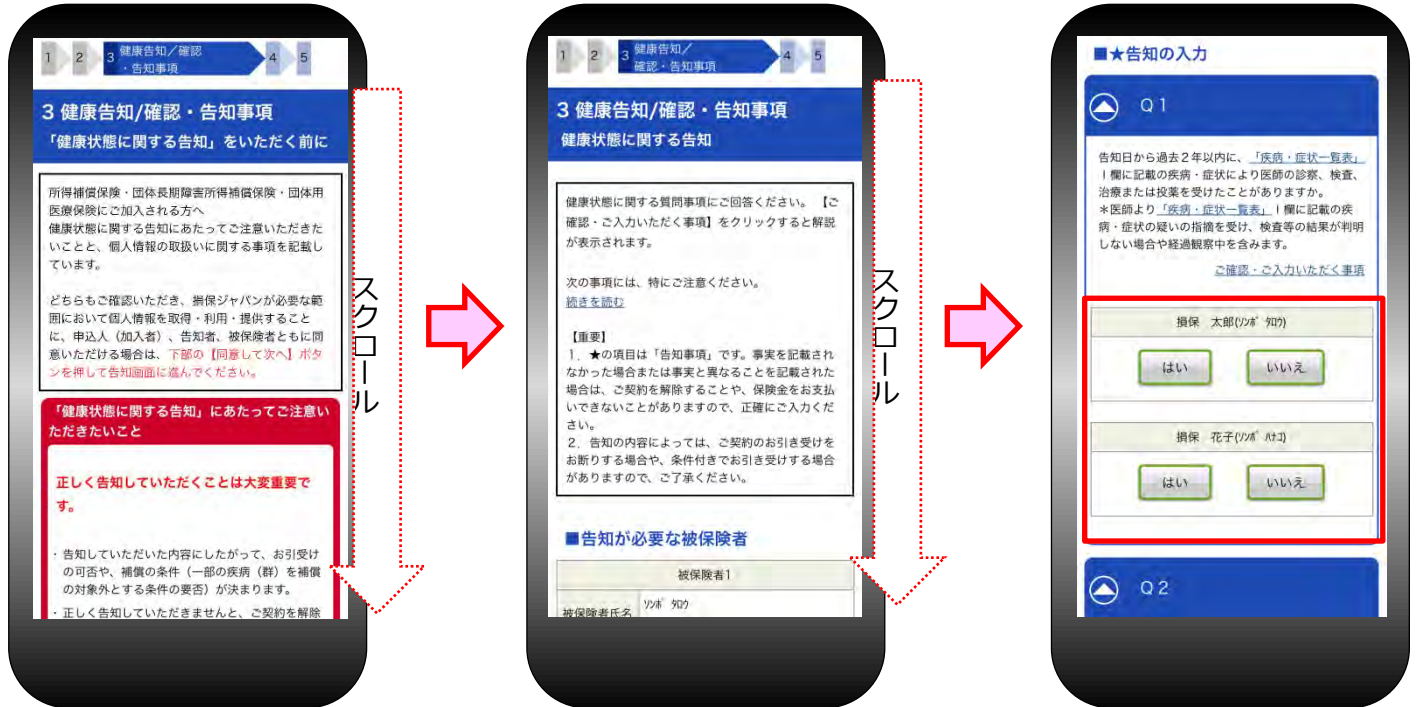 1 2 3 健康告知／確認
・告知事項 4 5
3 健康告知/確認・告知事項
「健康状態に関する告知」をいただく前に
所得補償保険・団体長期障害所得補償保険・団体用
医療保険にご加入される方へ
健康状態に関する告知にあたってご注意いただきた
いことと、個人情報の取扱いに関する事項を記載し
ています。
どちらもご確認いただき、損保ジャパンが必要な範
囲において個人情報を取得・利用・提供すること
に、申込人（加入者）、告知者、被保険者ともに同
意いただける場合は、下部の【同意して次へ】ボタ
ンを押して告知画面に進んでください。
「健康状態に関する告知」にあたってご注意い
ただきたいこと
正しく告知していただくことは大変重要で
す。
・告知していただいた内容にしたがって、お引受け
の可否や、補償の条件（一部の疾病（群）を補償
の対象外とする条件の要否）が決まります。
・正しく告知していただきませんと、ご契約を解除
スクロール
1 2 3 健康告知／
確認・告知事項 4 5
3 健康告知/確認・告知事項
健康状態に関する告知
健康状態に関する質問事項にご回答ください。【ご
確認・ご入力いただく事項】をクリックすると解説
が表示されます。
次の事項には、特にご注意ください。
続きを読む
【重要】
1．★の項目は「告知事項」です。事実を記載され
なかった場合または事実と異なることを記載された
場合は、ご契約を解除することや、保険金をお支払
いできないことがありますので、正確にご入力くだ
さい。
2．告知の内容によっては、ご契約のお引き受けを
お断りする場合や、条件付きでお引き受けする場合
がありますので、ご了承ください。
■告知が必要な被保険者
被保険者1
被保険者氏名 ｿﾝﾎﾟ ﾀﾛｳ
スクロール
■★告知の入力
Q1
告知日から過去２年以内に、「疾病・症状一覧表」
Ⅰ欄に記載の疾病・症状により医師の診察、検査、
治療または投薬を受けたことがありますか。
＊医師より「疾病・症状一覧表」Ⅰ欄に記載の疾
病・症状の疑いの指摘を受け、検査等の結果が判明
しない場合や経過観察中を含みます。
ご確認・ご入力いただく事項
損保 太郎(ｿﾝﾎﾟ ﾀﾛｳ)
はい いいえ
損保 花子(ｿﾝﾎﾟ ﾊﾅｺ)
はい いいえ
Q2